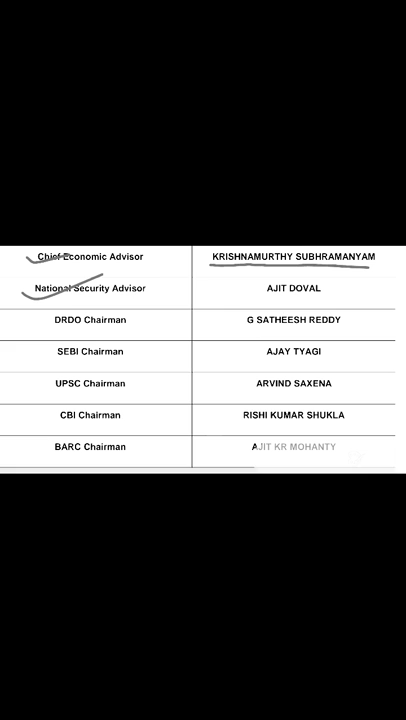 Chief Economic Advisor KRISHNAMURTHY SUBHRAMANYAM
National Security Advisor AJIT DOVAL
DRDO Chairman G SATHEESH REDDY
SEBI Chairman AJAY TYAGI
UPSC Chairman ARVIND SAXENA
CBI Chairman RISHI KUMAR SHUKLA
BARC Chairman AJIT KR MOHANTY